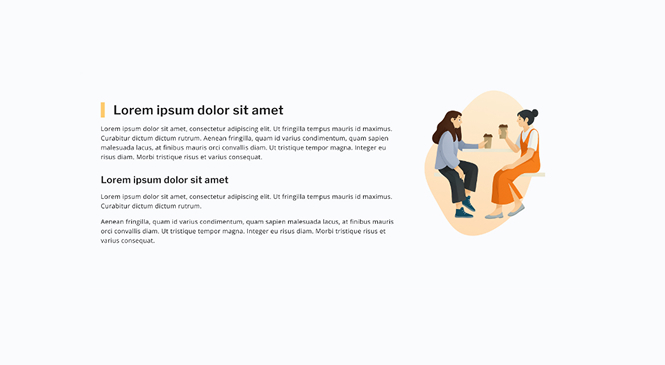 Lorem ipsum dolor sit amet
Lorem ipsum dolor sit amet, consectetur adipiscing elit. Ut fringilla tempus mauris id maximus.
Curabitur dictum dictum rutrum. Aenean fringilla, quam id varius condimentum, quam sapien
malesuada lacus, at finibus mauris orci convallis diam. Ut tristique tempor magna. Integer eu
risus diam. Morbi tristique risus et varius consequat.
Lorem ipsum dolor sit amet
Lorem ipsum dolor sit amet, consectetur adipiscing elit. Ut fringilla tempus mauris id maximus.
Curabitur dictum dictum rutrum.
Aenean fringilla, quam id varius condimentum, quam sapien malesuada lacus, at finibus mauris
orci convallis diam. Ut tristique tempor magna. Integer eu risus diam. Morbi tristique risus et
varius consequat.